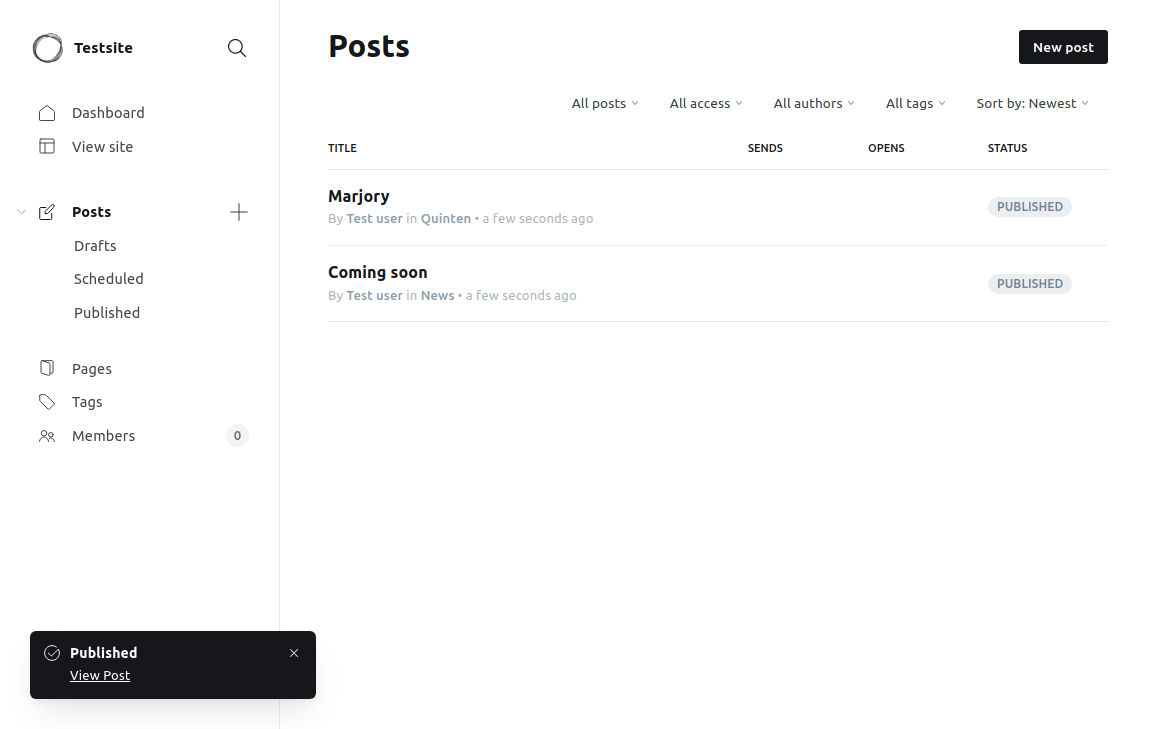 Testsite
Dashboard
View site
Posts
Drafts
Scheduled
Published
Pages
Tags
Members 0
Published
View Post
Posts
New post
All posts All access All authors All tags Sort by: Newest
TITLE SENDS OPENS STATUS
Marjory
By Test user in Quinten • a few seconds ago
PUBLISHED
Coming soon
By Test user in News • a few seconds ago
PUBLISHED